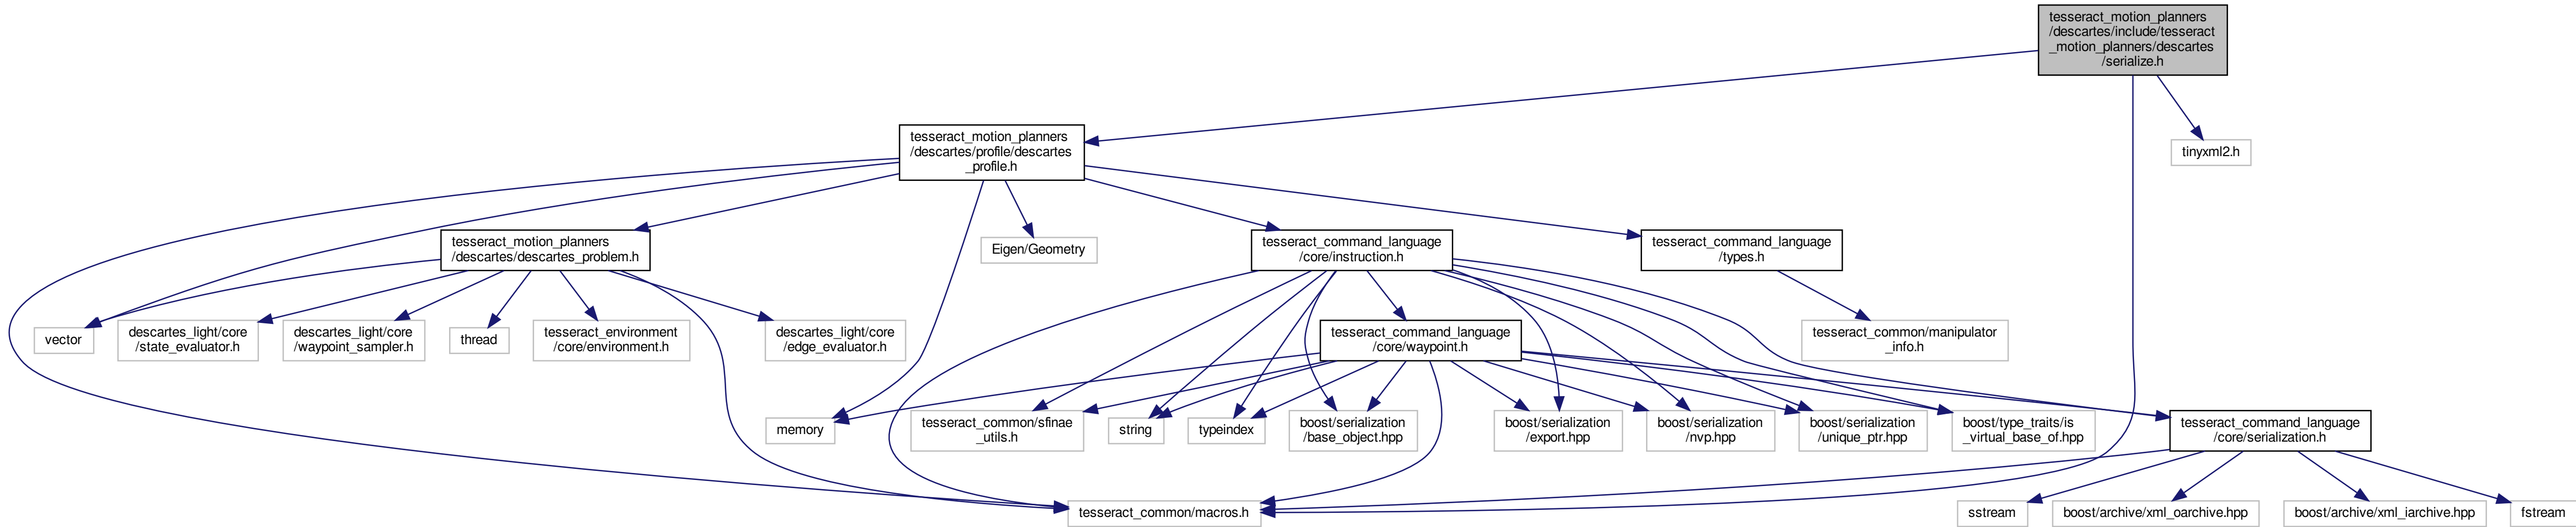 tesseract_motion_planners
/descartes/include/tesseract
_motion_planners/descartes
/serialize.h
tesseract_motion_planners
/descartes/profile/descartes
_profile.h
tinyxml2.h
tesseract_motion_planners
/descartes/descartes_problem.h
Eigen/Geometry
tesseract_command_language
/core/instruction.h
tesseract_command_language
/types.h
vector
descartes_light/core
/state_evaluator.h
descartes_light/core
/waypoint_sampler.h
thread
tesseract_environment
/core/environment.h
descartes_light/core
/edge_evaluator.h
tesseract_command_language
/core/waypoint.h
tesseract_common/manipulator
_info.h
memory
tesseract_common/sfinae
_utils.h
string
typeindex
boost/serialization
/base_object.hpp
boost/serialization
/export.hpp
boost/serialization
/nvp.hpp
boost/serialization
/unique_ptr.hpp
boost/type_traits/is
_virtual_base_of.hpp
tesseract_command_language
/core/serialization.h
tesseract_common/macros.h
sstream
boost/archive/xml_oarchive.hpp
boost/archive/xml_iarchive.hpp
fstream